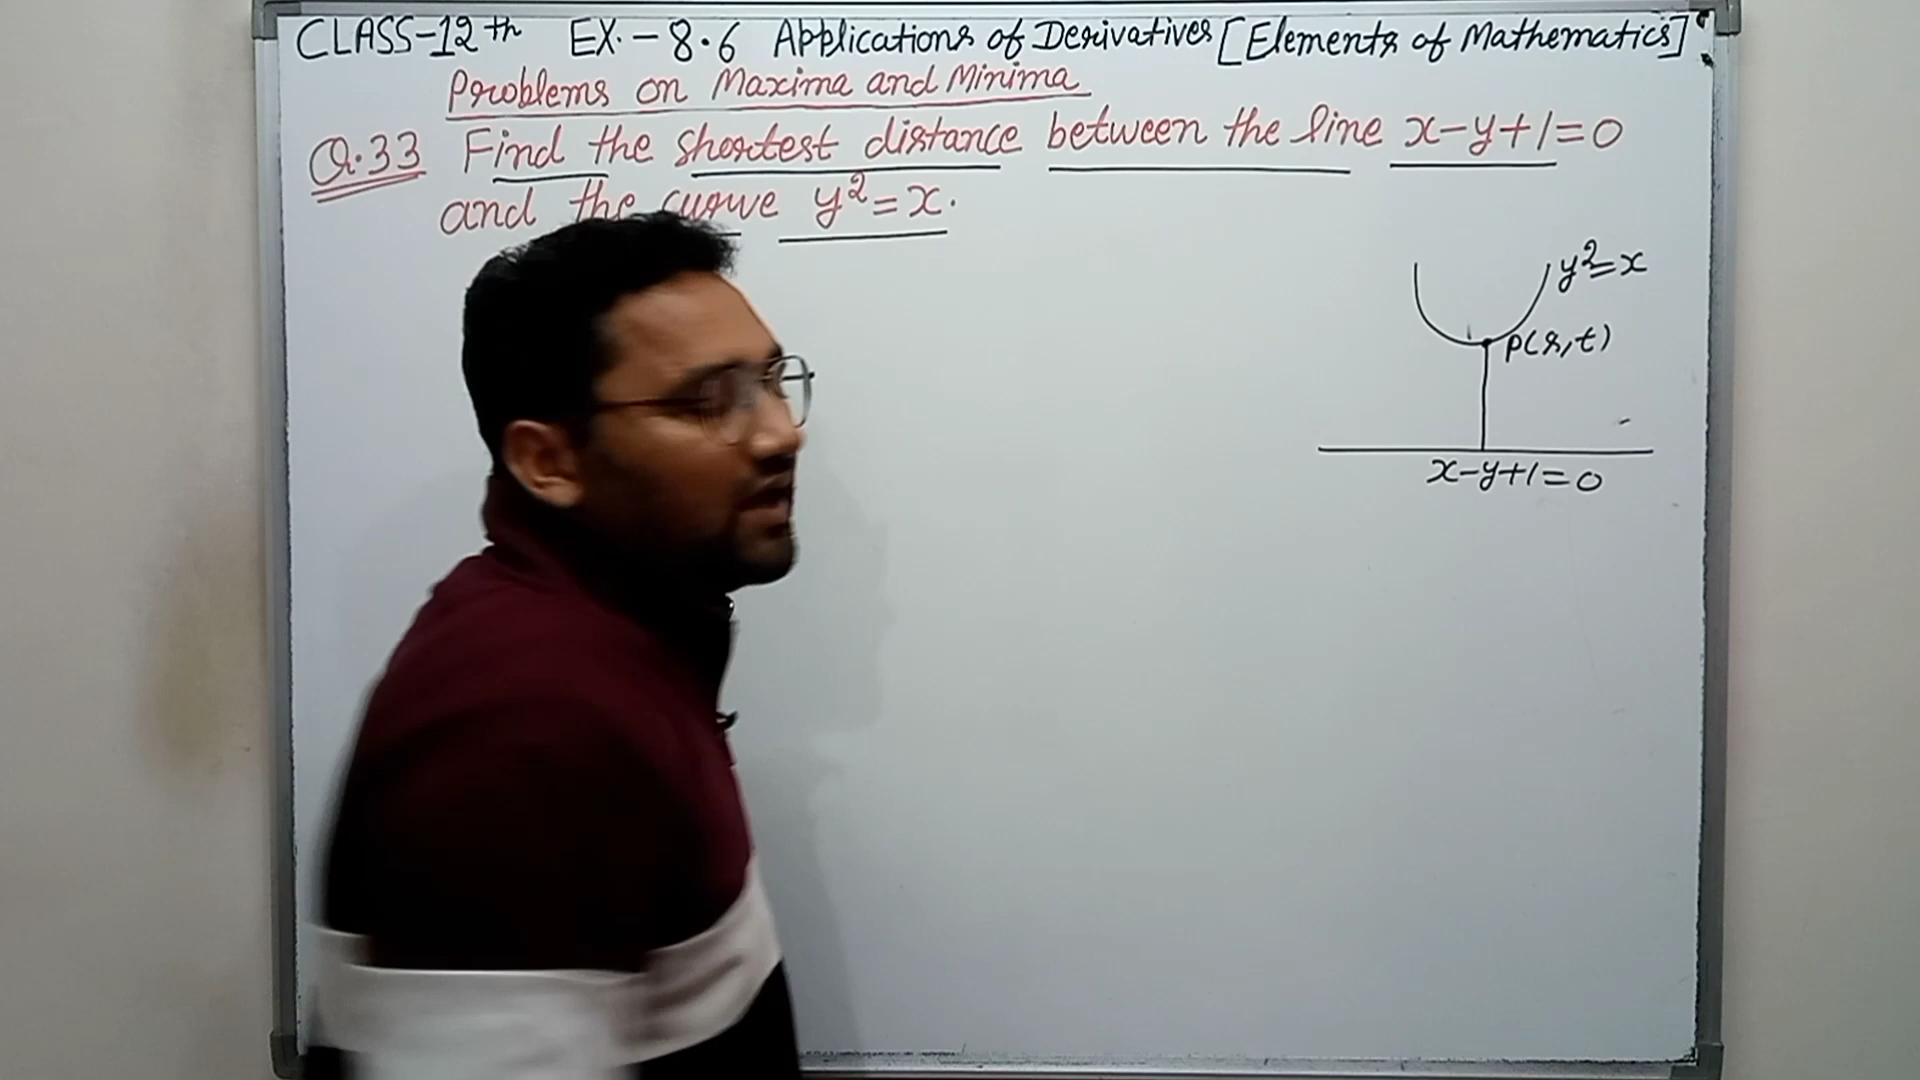 CLASS-12th EX.-8.6 Applications of Derivatives [Elements of Mathematics]
Problems on Maxima and Minima
Q.33 Find the shortest distance between the line x-y+1=0
and the curve y²=x.
y²=x
P(s,t)
x-y+1=0